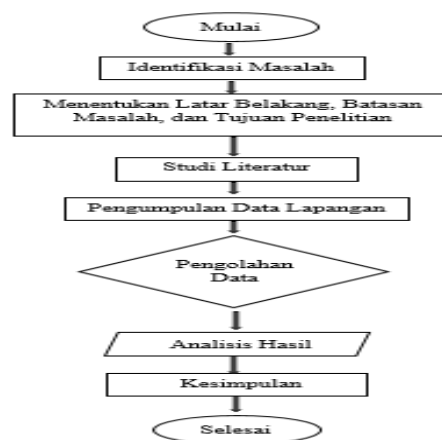 Mulai
Identifikasi Masalah
Menentukan Latar Belakang, Batasan
Masalah, dan Tujuan Penelitian
Studi Literatur
Pengumpulan Data Lapangan
Pengolahan
Data
Analisis Hasil
Kesimpulan
Selesai